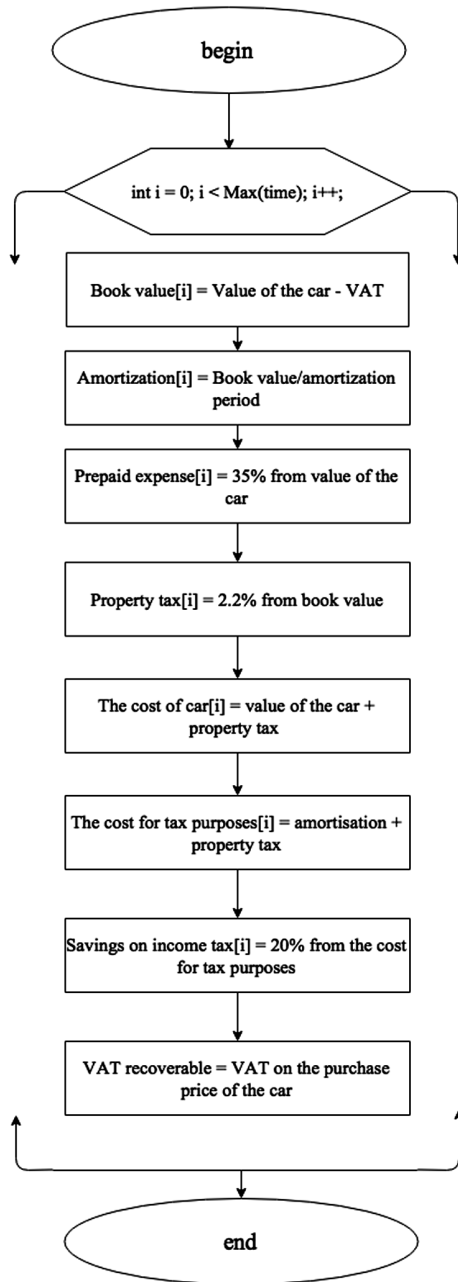 begin
int i = 0; i < Max(time); i++;
Book value[i] = Value of the car - VAT
Amortization[i] = Book value/amortization
period
Prepaid expense[i] = 35% from value of the
car
Property tax[i] = 2.2% from book value
The cost of car[i] = value of the car +
property tax
The cost for tax purposes[i] = amortisation +
property tax
Savings on income tax[i] = 20% from the cost
for tax purposes
VAT recoverable = VAT on the purchase
price of the car
end